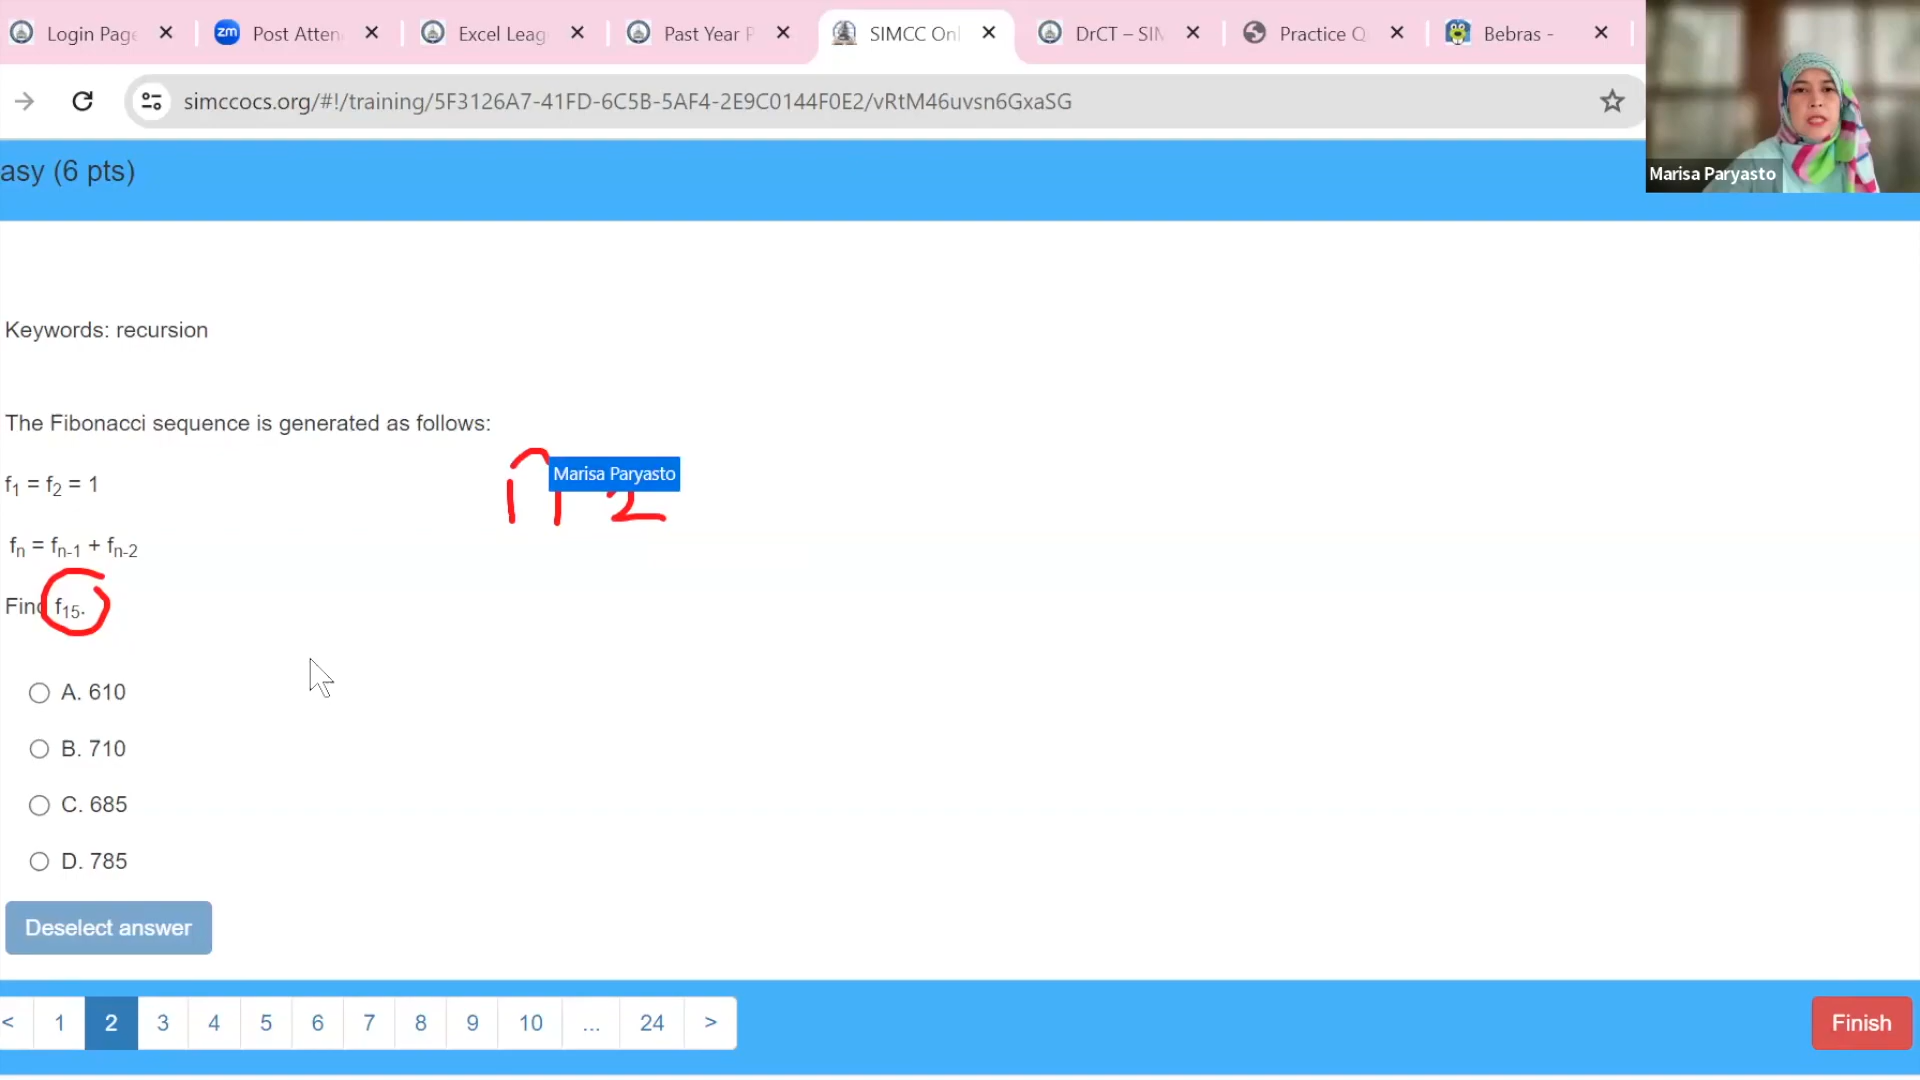 Login Page
Post Atten
Excel Leag
Past Year P
SIMCC Onl
DrCT – SIM
Practice Q
Bebras -
simccocs.org/#!/training/5F3126A7-41FD-6C5B-5AF4-2E9C0144F0E2/vRtM46uvsn6GxaSG
zm
asy (6 pts)
Marisa Paryasto
Keywords: recursion
The Fibonacci sequence is generated as follows:
f1 = f2 = 1
1 1 2
Marisa Paryasto
fn = fn-1 + fn-2
Find f15.
A. 610
B. 710
C. 685
D. 785
Deselect answer
< 1 2 3 4 5 6 7 8 9 10 ... 24 >
Finish